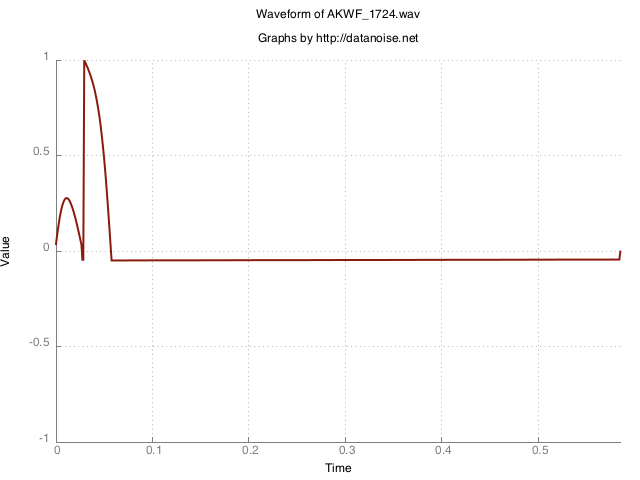 Waveform of AKWF_1724.wav
Graphs by http://datanoise.net
1
0.5
0
-0.5
-1
Value
0 0.1 0.2 0.3 0.4 0.5
Time